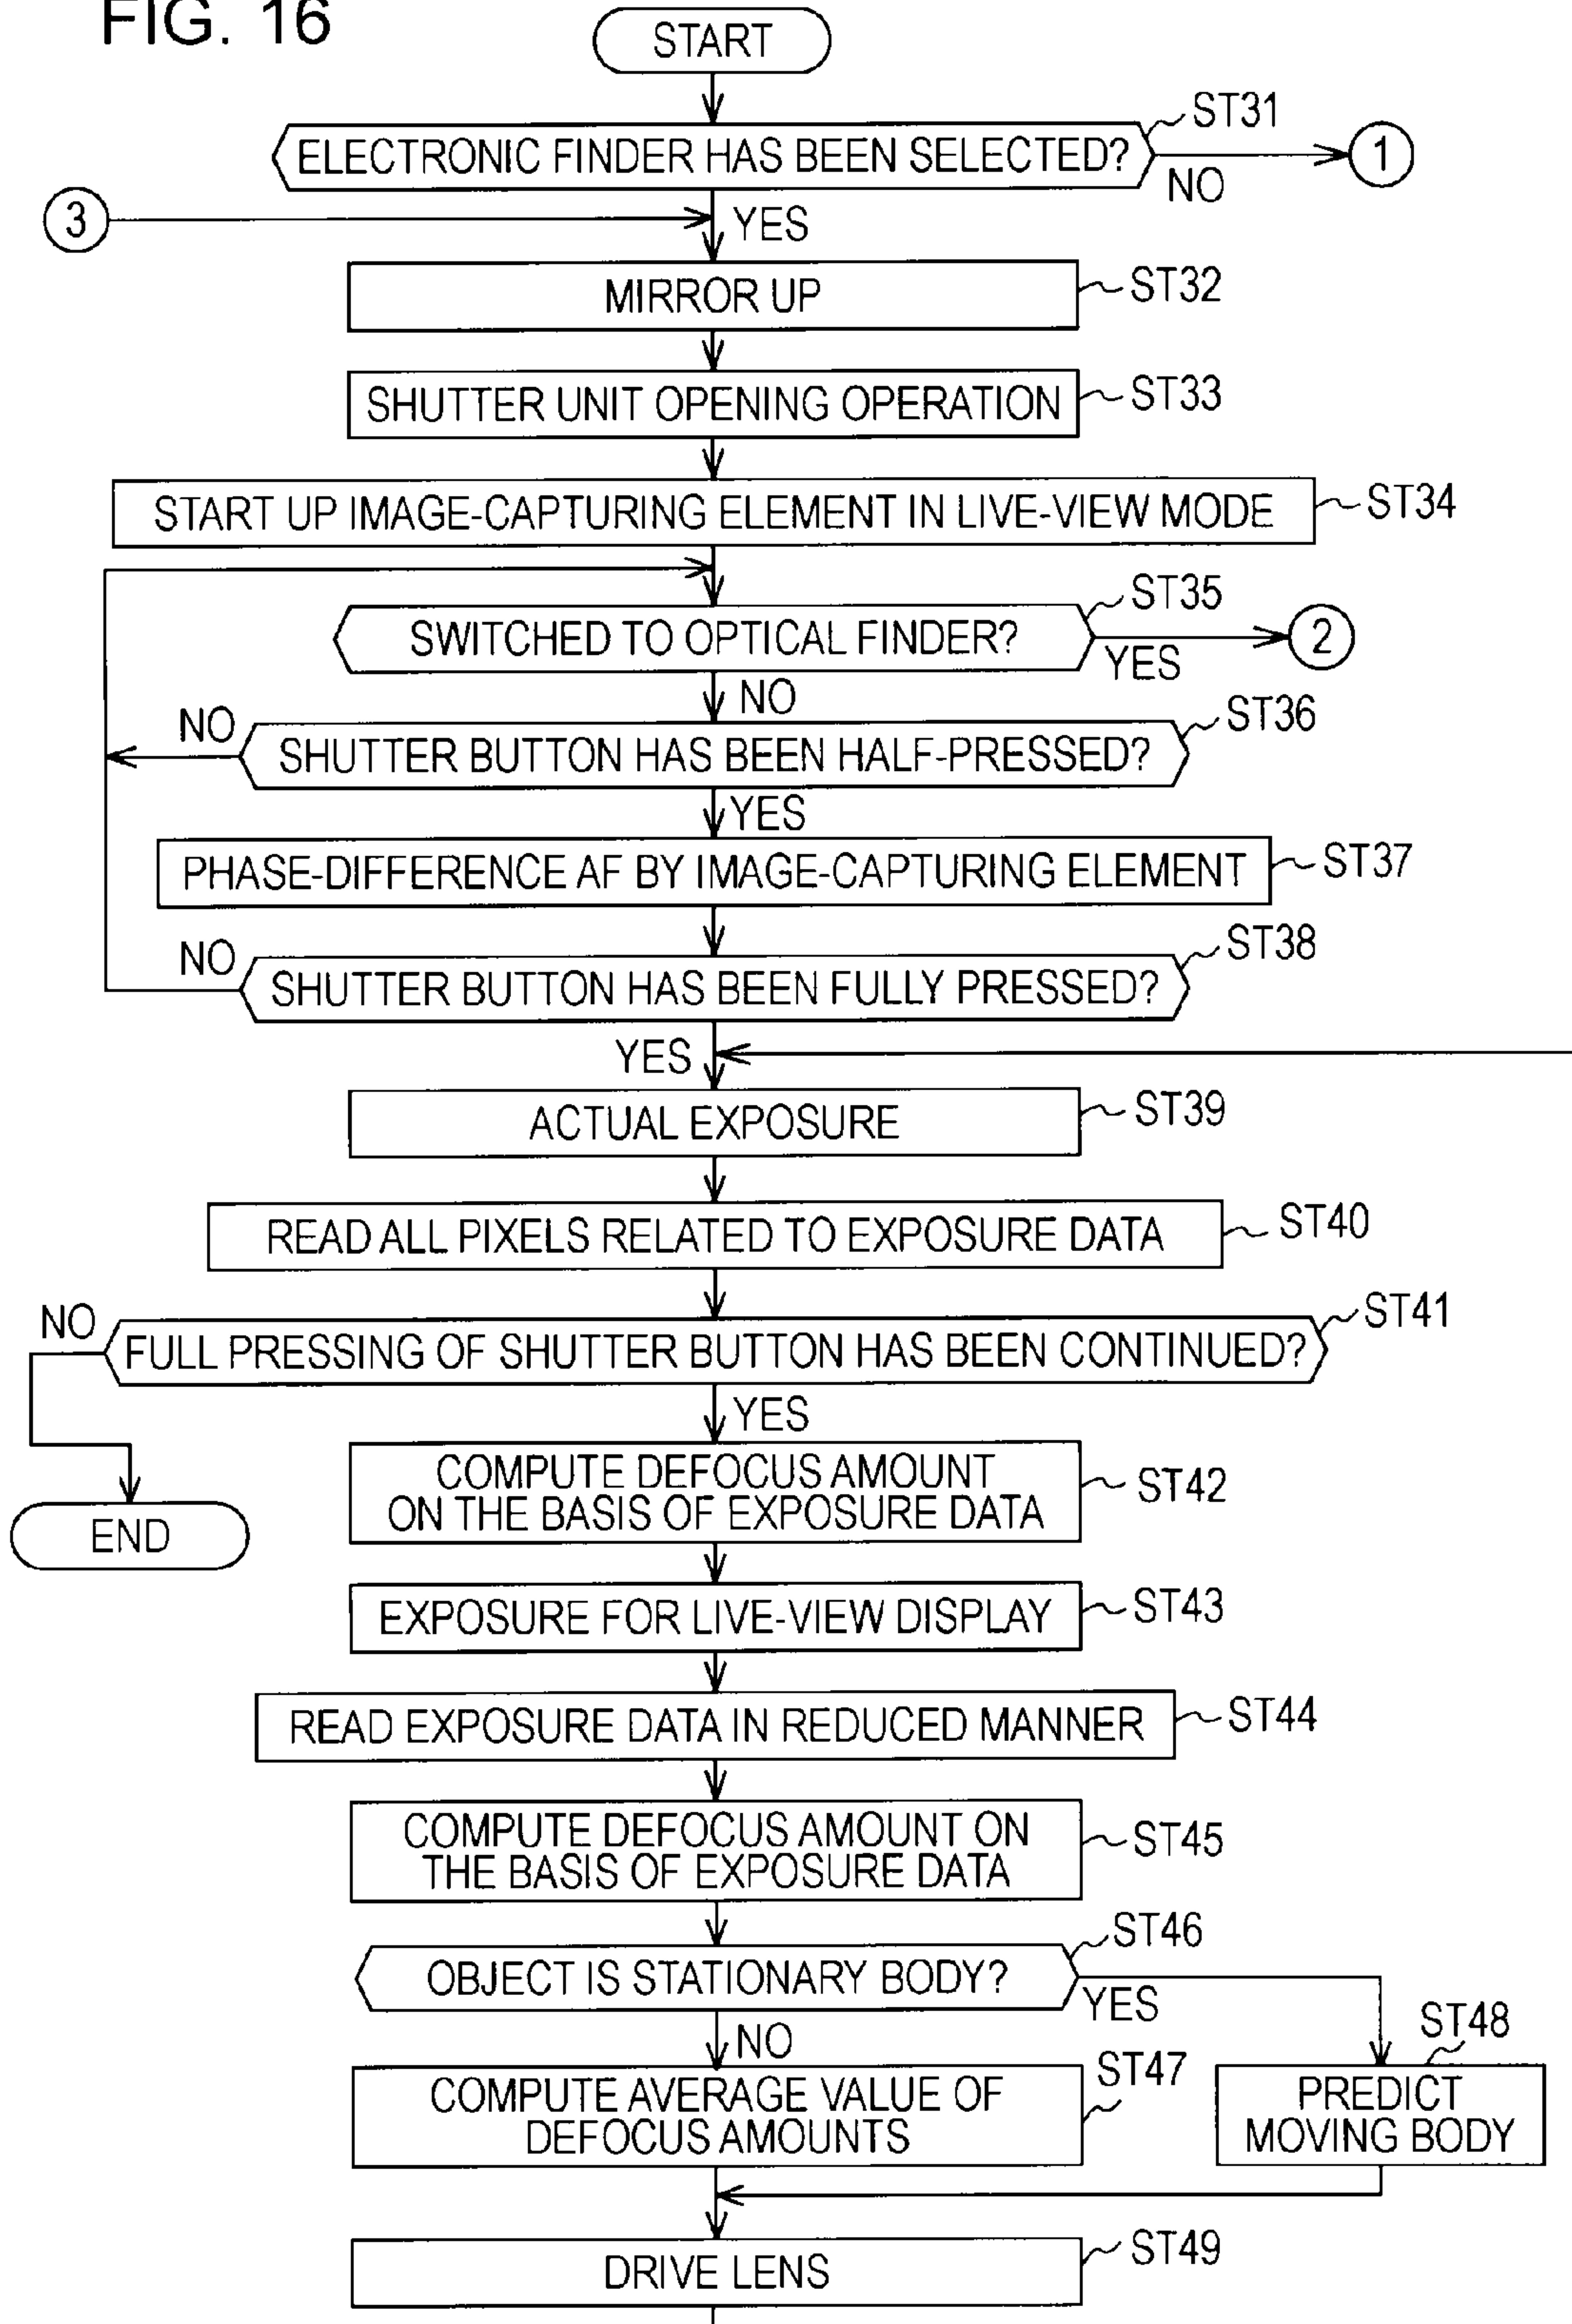 FIG. 16
START
ST31
ELECTRONIC FINDER HAS BEEN SELECTED?
1
NO
3
YES
MIRROR UP
ST32
SHUTTER UNIT OPENING OPERATION
ST33
START UP IMAGE-CAPTURING ELEMENT IN LIVE-VIEW MODE
ST34
ST35
SWITCHED TO OPTICAL FINDER?
2
YES
NO
ST36
NO
SHUTTER BUTTON HAS BEEN HALF-PRESSED?
YES
PHASE-DIFFERENCE AF BY IMAGE-CAPTURING ELEMENT
ST37
ST38
NO
SHUTTER BUTTON HAS BEEN FULLY PRESSED?
YES
ACTUAL EXPOSURE
ST39
READ ALL PIXELS RELATED TO EXPOSURE DATA
ST40
ST41
NO
FULL PRESSING OF SHUTTER BUTTON HAS BEEN CONTINUED?
YES
COMPUTE DEFOCUS AMOUNT
ON THE BASIS OF EXPOSURE DATA
ST42
END
EXPOSURE FOR LIVE-VIEW DISPLAY
ST43
READ EXPOSURE DATA IN REDUCED MANNER
ST44
COMPUTE DEFOCUS AMOUNT ON
THE BASIS OF EXPOSURE DATA
ST45
ST46
OBJECT IS STATIONARY BODY?
YES
NO
ST48
ST47
COMPUTE AVERAGE VALUE OF
DEFOCUS AMOUNTS
PREDICT
MOVING BODY
DRIVE LENS
ST49